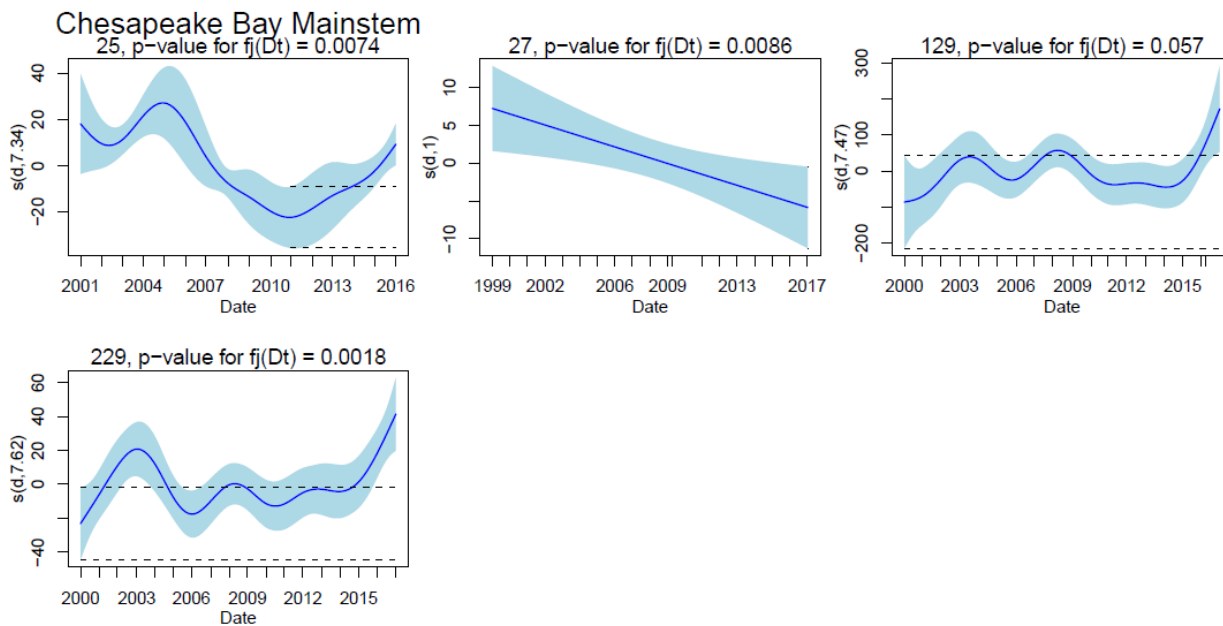 Chesapeake Bay Mainstem
25, p−value for fj(Dt) = 0.0074
s(d,7.34)
40
20
0
−20
2001 2004 2007 2010 2013 2016
Date
27, p−value for fj(Dt) = 0.0086
s(d,1)
10
5
0
−10
1999 2002 2006 2009 2013 2017
Date
129, p−value for fj(Dt) = 0.057
s(d,7.47)
300
100
0
−200
2000 2003 2006 2009 2012 2015
Date
229, p−value for fj(Dt) = 0.0018
s(d,7.62)
60
40
20
0
−40
2000 2003 2006 2009 2012 2015
Date